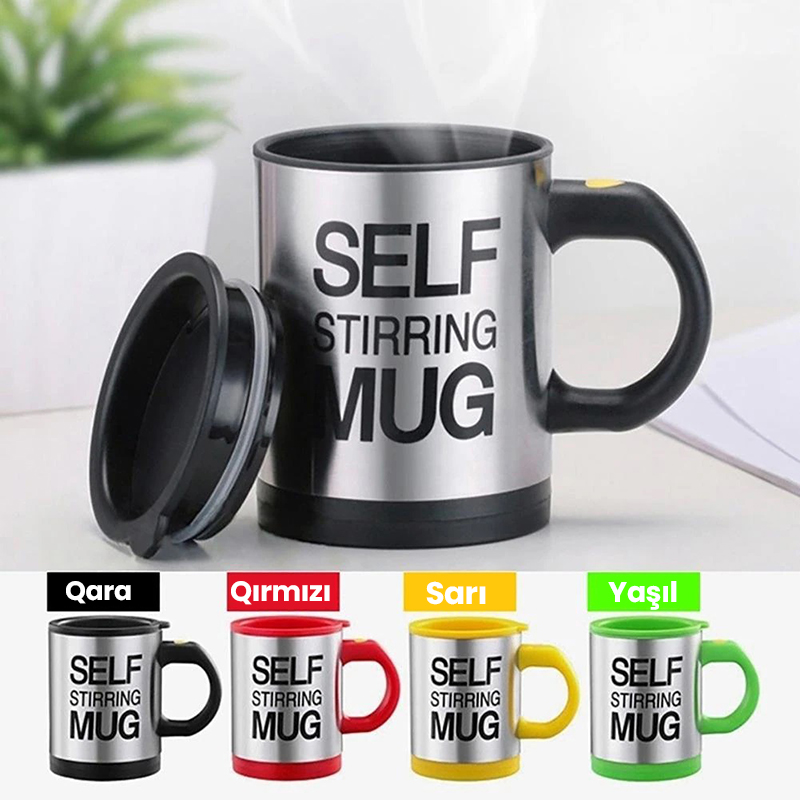 SELF
STIRRING
MUG
Qara
Qırmızı
Sarı
Yaşıl
SELF
STIRRING
MUG
SELF
STIRRING
MUG
SELF
STIRRING
MUG
SELF
STIRRING
MUG